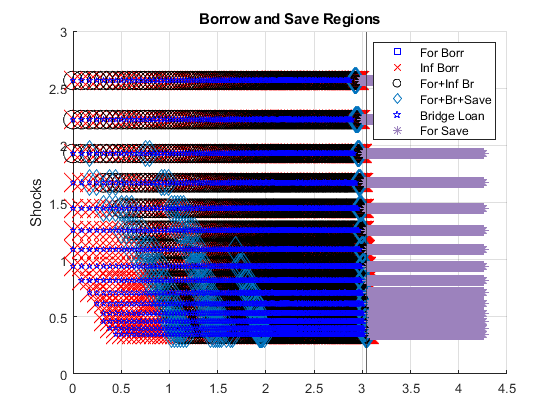 Borrow and Save Regions
3
2.5
2
1.5
1
0.5
0
Shocks
For Borr
Inf Borr
For+Inf Br
For+Br+Save
Bridge Loan
For Save
0 0.5 1 1.5 2 2.5 3 3.5 4 4.5